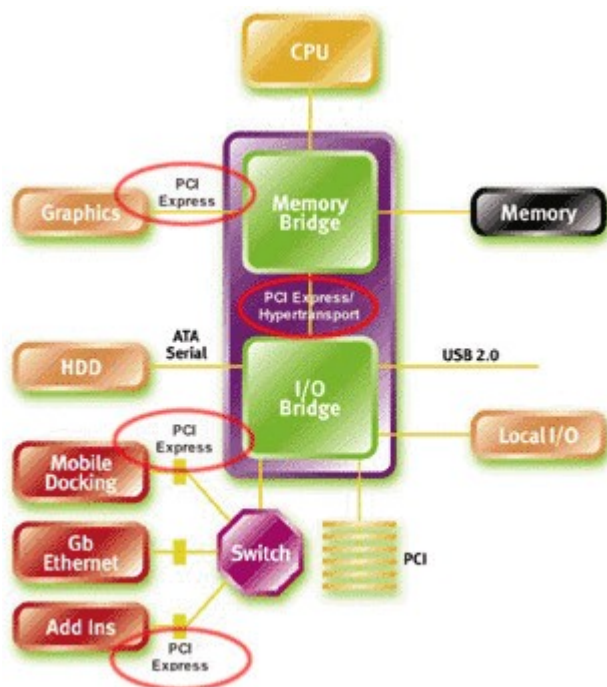 CPU
PCI
Express
Graphics
Memory
Bridge
Memory
PCI Express/
Hypertransport
ATA
Serial
HDD
USB 2.0
I/O
Bridge
PCI
Express
Local I/O
Mobile
Docking
Gb
Ethernet
Switch
PCI
Add Ins
PCI
Express